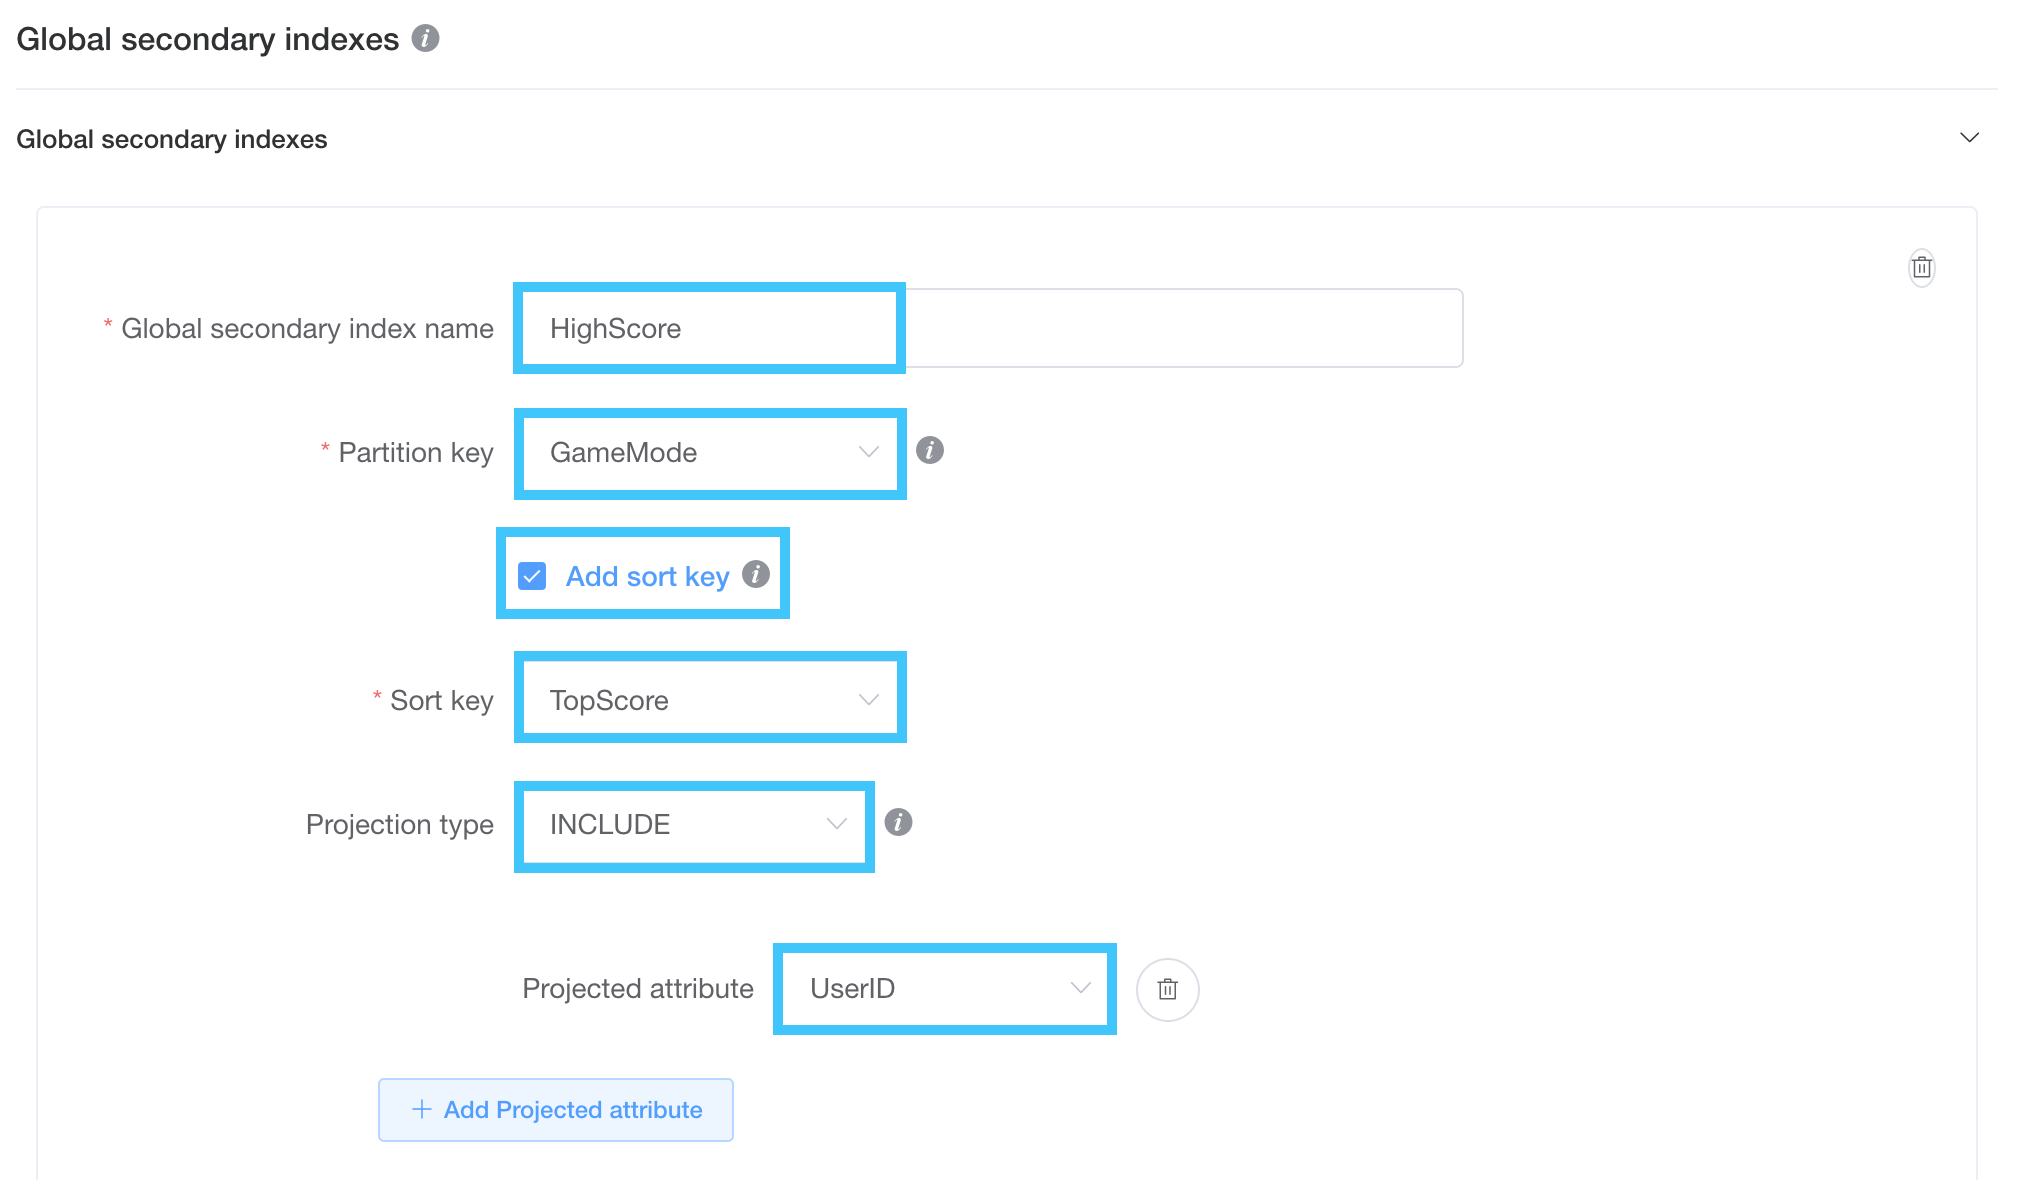 Global secondary indexes
Global secondary indexes
* Global secondary index name HighScore
* Partition key GameMode
Add sort key
* Sort key TopScore
Projection type INCLUDE
Projected attribute UserID
+ Add Projected attribute